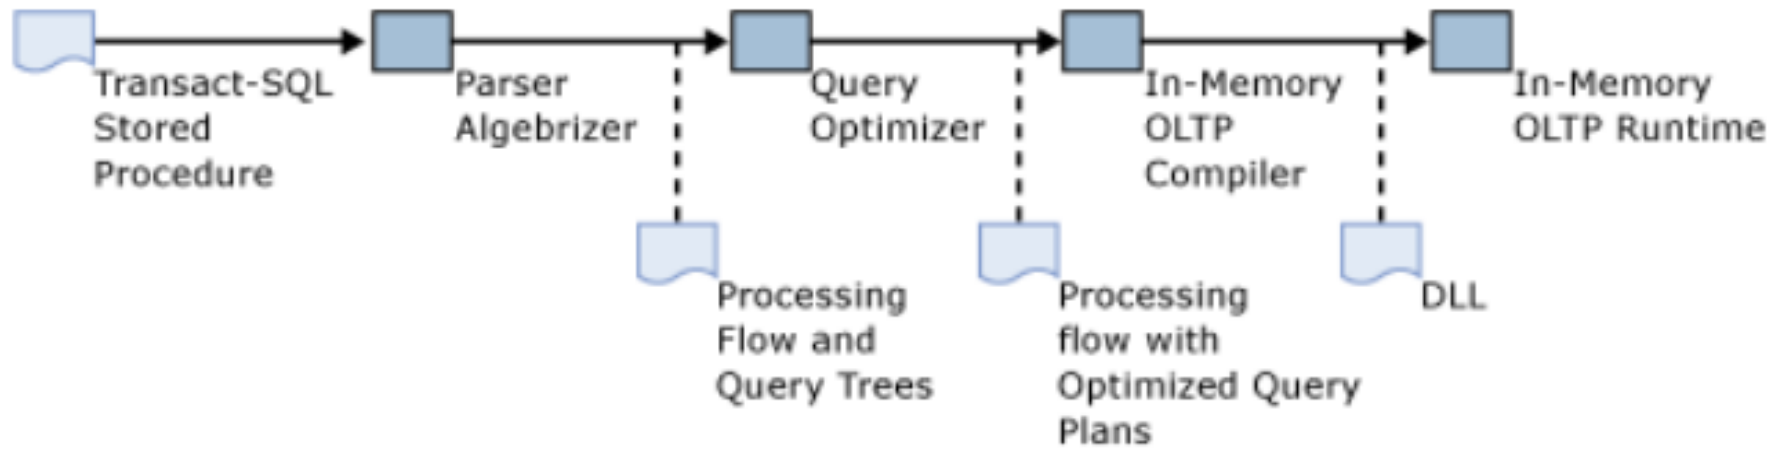 Transact-SQL
Stored
Procedure
Parser
Algebrizer
Query
Optimizer
In-Memory
OLTP
Compiler
In-Memory
OLTP Runtime
Processing
Flow and
Query Trees
Processing
flow with
Optimized Query
Plans
DLL